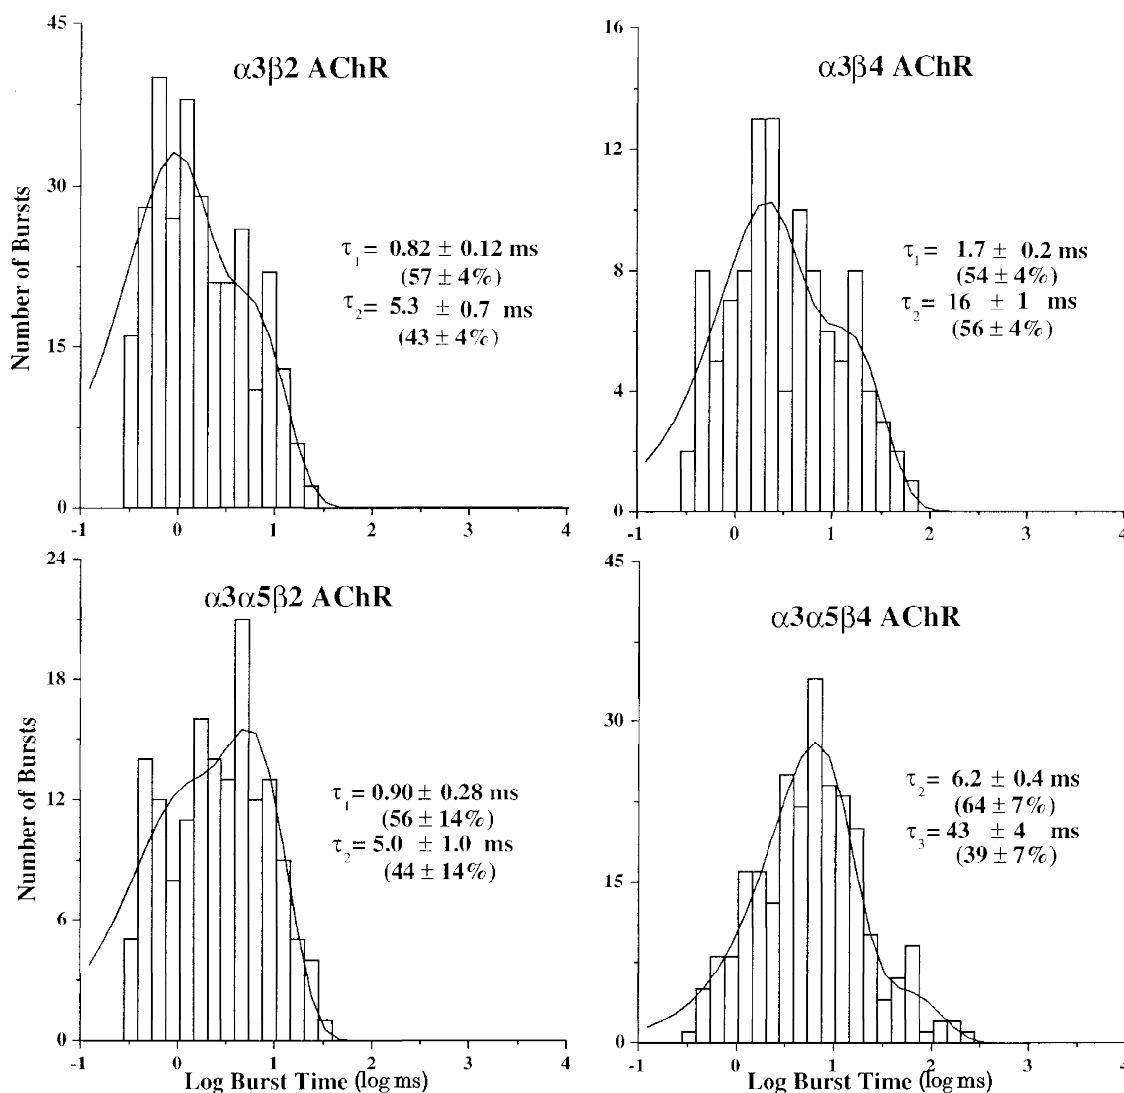 α3β2 AChR
45
30
15
0
Number of Bursts
τ1 = 0.82 ± 0.12 ms
(57 ± 4%)
τ2 = 5.3 ± 0.7 ms
(43 ± 4%)
-1 0 1 2 3 4
α3β4 AChR
16
12
8
4
0
τ1 = 1.7 ± 0.2 ms
(54 ± 4%)
τ2 = 16 ± 1 ms
(56 ± 4%)
-1 0 1 2 3 4
α3α5β2 AChR
24
18
12
6
0
Number of Bursts
τ1 = 0.90 ± 0.28 ms
(56 ± 14%)
τ2 = 5.0 ± 1.0 ms
(44 ± 14%)
-1 0 1 2 3 4
Log Burst Time (log ms)
α3α5β4 AChR
45
30
15
0
τ2 = 6.2 ± 0.4 ms
(64 ± 7%)
τ3 = 43 ± 4 ms
(39 ± 7%)
-1 0 1 2 3 4
Log Burst Time (log ms)